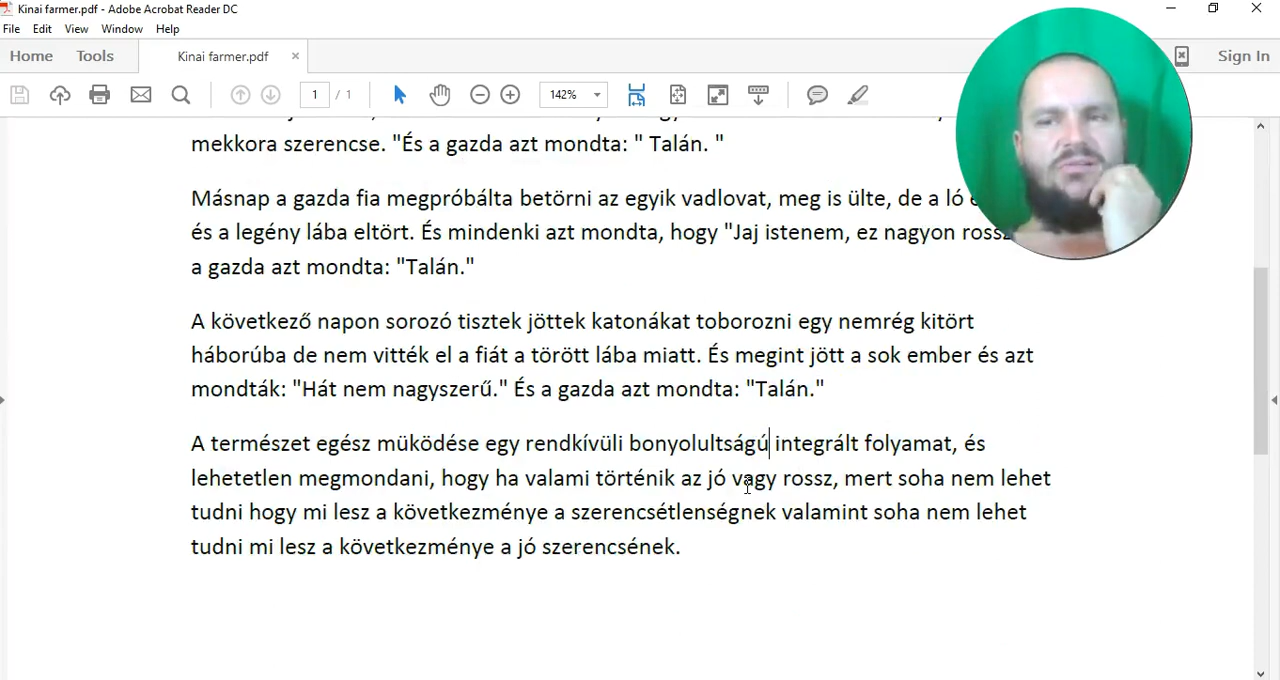 Kinai farmer.pdf - Adobe Acrobat Reader DC
File Edit View Window Help
Home Tools Kinai farmer.pdf × Sign In
1 / 1 142%
mekkora szerencse. "És a gazda azt mondta: " Talán. "
Másnap a gazda fia megpróbálta betörni az egyik vadlovat, meg is ülte, de a ló
és a legény lába eltört. És mindenki azt mondta, hogy "Jaj istenem, ez nagyon
a gazda azt mondta: "Talán."
A következő napon sorozó tisztek jöttek katonákat toborozni egy nemrég kitört
háborúba de nem vitték el a fiát a törött lába miatt. És megint jött a sok ember és azt
mondták: "Hát nem nagyszerű." És a gazda azt mondta: "Talán."
A természet egész müködése egy rendkívüli bonyolultságú integrált folyamat, és
lehetetlen megmondani, hogy ha valami történik az jó vagy rossz, mert soha nem lehet
tudni hogy mi lesz a következménye a szerencsétlenségnek valamint soha nem lehet
tudni mi lesz a következménye a jó szerencsének.